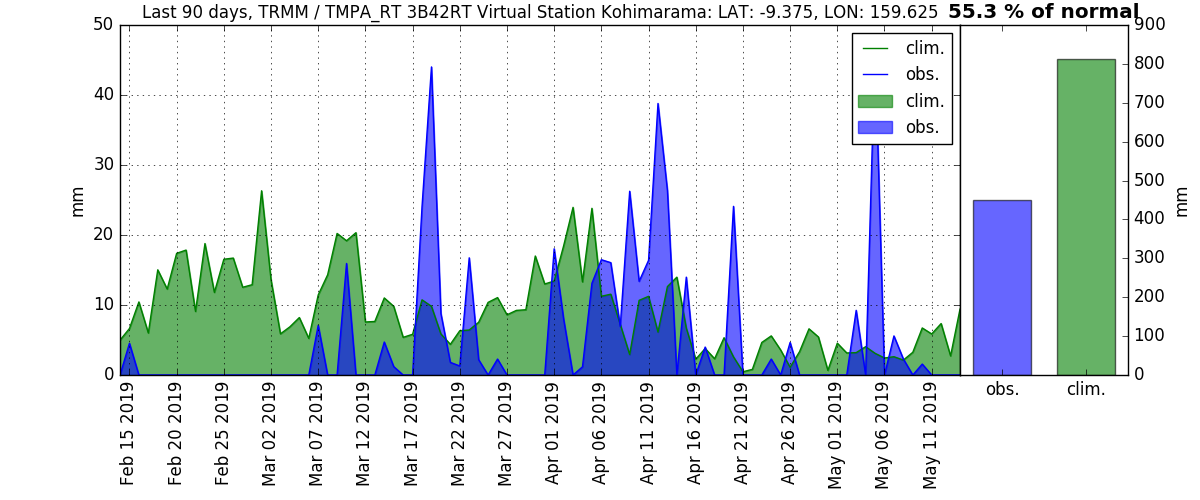 Last 90 days, TRMM / TMPA_RT 3B42RT Virtual Station Kohimarama: LAT: -9.375, LON: 159.625 55.3 % of normal
50
40
30
20
10
0
mm
clim.
obs.
clim.
obs.
900
800
700
600
500
400
300
200
100
0
mm
Feb 15 2019
Feb 20 2019
Feb 25 2019
Mar 02 2019
Mar 07 2019
Mar 12 2019
Mar 17 2019
Mar 22 2019
Mar 27 2019
Apr 01 2019
Apr 06 2019
Apr 11 2019
Apr 16 2019
Apr 21 2019
Apr 26 2019
May 01 2019
May 06 2019
May 11 2019
obs.
clim.